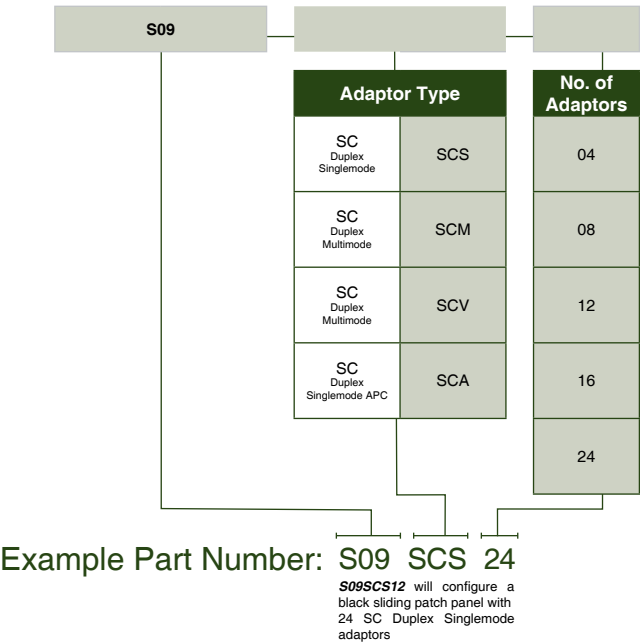 S09
Adaptor Type
No. of
Adaptors
SC
Duplex
Singlemode
SCS
04
SC
Duplex
Multimode
SCM
08
SC
Duplex
Multimode
SCV
12
SC
Duplex
Singlemode APC
SCA
16
24
Example Part Number: S09 SCS 24
S09SCS12 will configure a
black sliding patch panel with
24 SC Duplex Singlemode
adaptors